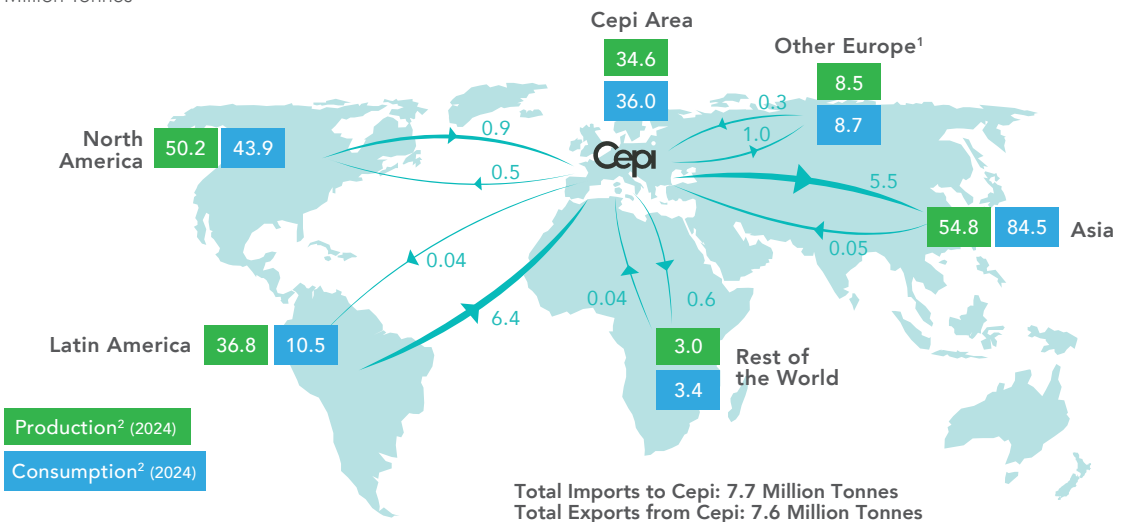 Million Tonnes
Cepi Area
34.6
36.0
Other Europe¹
8.5
8.7
North
America
50.2 43.9
0.9
0.5
0.3
1.0
Cepi
5.5
0.05
54.8 84.5 Asia
0.04
6.4
0.04
0.6
Latin America 36.8 10.5
3.0
3.4
Rest of
the World
Production² (2024)
Consumption² (2024)
Total Imports to Cepi: 7.7 Million Tonnes
Total Exports from Cepi: 7.6 Million Tonnes